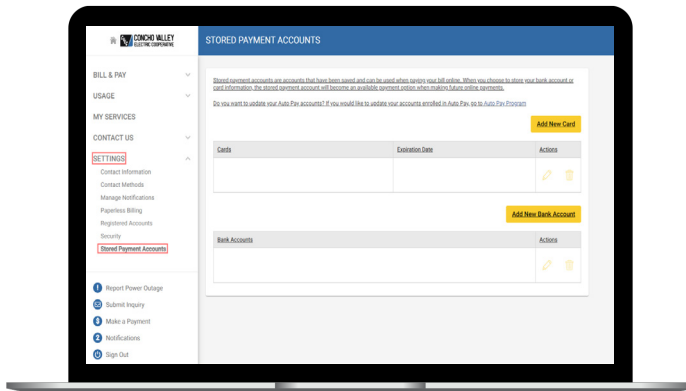 CONCHO VALLEY
ELECTRIC COOPERATIVE
STORED PAYMENT ACCOUNTS
BILL & PAY
USAGE
MY SERVICES
CONTACT US
SETTINGS
Contact Information
Contact Methods
Manage Notifications
Paperless Billing
Registered Accounts
Security
Stored Payment Accounts
Report Power Outage
Submit Inquiry
Make a Payment
2 Notifications
Sign Out
Stored payment accounts are accounts that have been saved and can be used when paying your bill online. When you choose to store your bank account or
card information, the stored payment account will become an available payment option when making future online payments.
Do you want to update your Auto Pay accounts? If you would like to update your accounts enrolled in Auto Pay, go to Auto Pay Program
Add New Card
Cards Expiration Date Actions
Add New Bank Account
Bank Accounts Actions